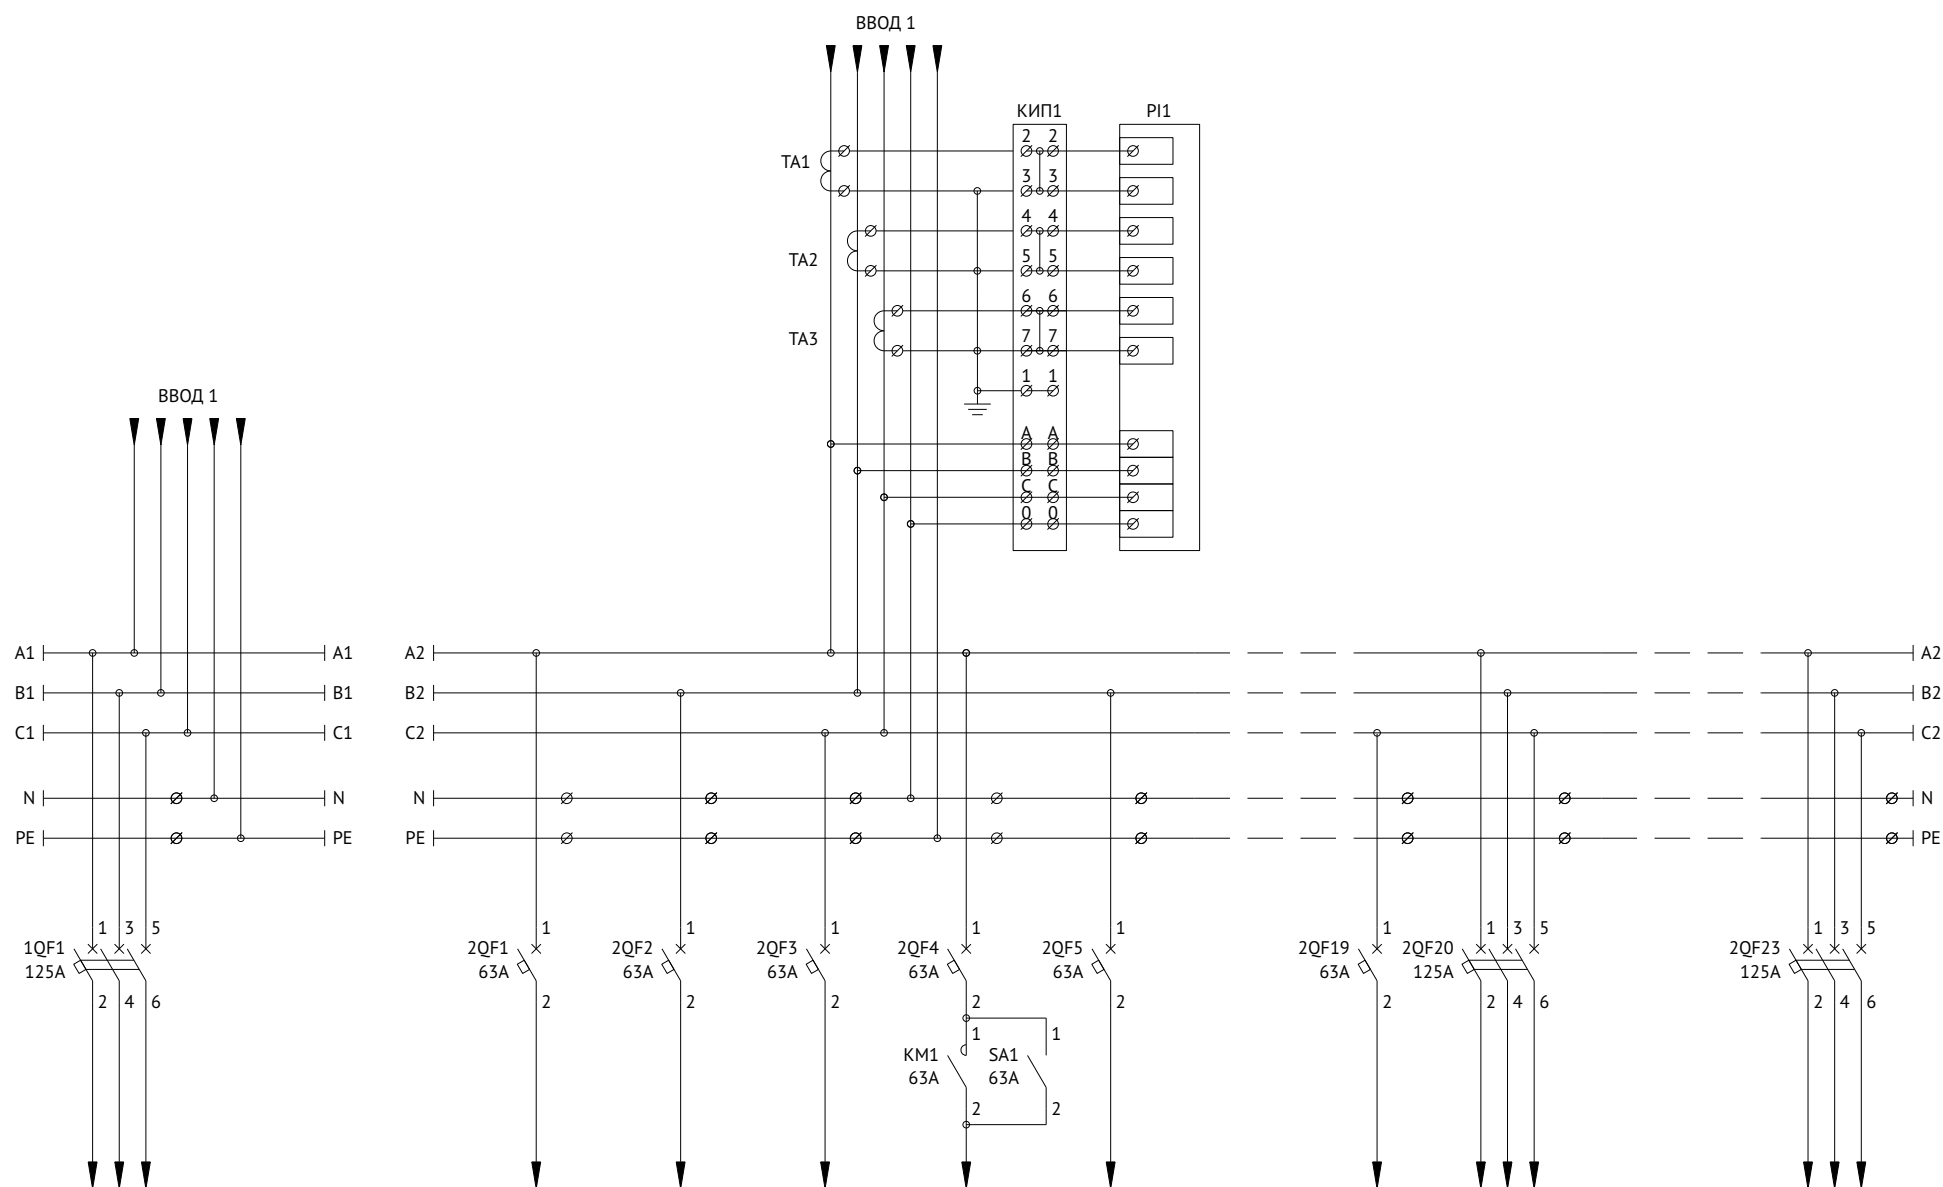 ВВОД 1
КИП1
PI1
2 2
TA1
3 3
4 4
TA2
5 5
6 6
TA3
7 7
1 1
ВВОД 1
A A
B B
C C
0 0
A1 A1 A2 A2
B1 B1 B2 B2
C1 C1 C2 C2
N N N N
PE PE PE PE
1 3 5 1 1 1 1 1 1 1 3 5 1 3 5
1QF1 2QF1 2QF2 2QF3 2QF4 2QF5 2QF19 2QF20 2QF23
125A 63A 63A 63A 63A 63A 63A 125A 125A
2 4 6 2 2 2 2 2 2 2 4 6 2 4 6
1 1
KM1 SA1
63A 63A
2 2